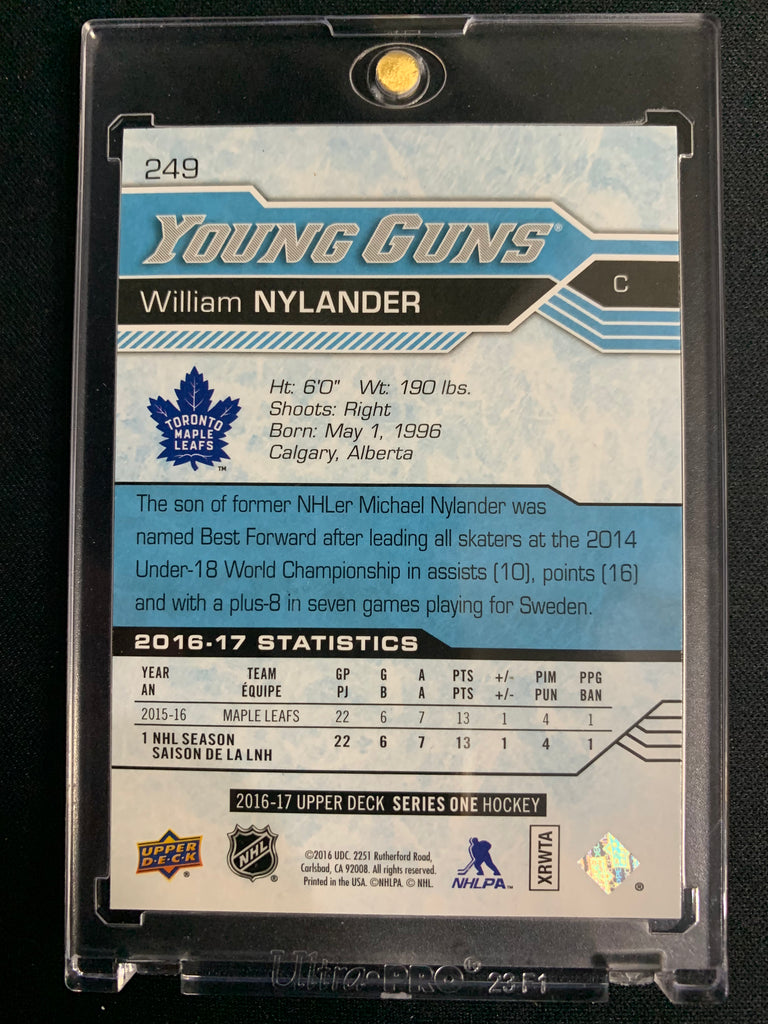 249
YOUNG GUNS®
C
William NYLANDER
Ht: 6'0" Wt: 190 lbs.
Shoots: Right
Born: May 1, 1996
Calgary, Alberta
TORONTO
MAPLE
LEAFS
TM
The son of former NHLer Michael Nylander was
named Best Forward after leading all skaters at the 2014
Under-18 World Championship in assists (10), points (16)
and with a plus-8 in seven games playing for Sweden.
2016-17 STATISTICS
YEAR TEAM GP G A PTS +/- PIM PPG
AN ÉQUIPE PJ B A PTS +/- PUN BAN
2015-16 MAPLE LEAFS 22 6 7 13 1 4 1
1 NHL SEASON 22 6 7 13 1 4 1
SAISON DE LA LNH
2016-17 UPPER DECK SERIES ONE HOCKEY
UPPER
D·E·C·K
®
NHL
®
©2016 UDC. 2251 Rutherford Road,
Carlsbad, CA 92008. All rights reserved.
Printed in the USA. ©NHLPA. © NHL.
NHLPA™
XRWTA
®
Ultra·PRO® 23F1